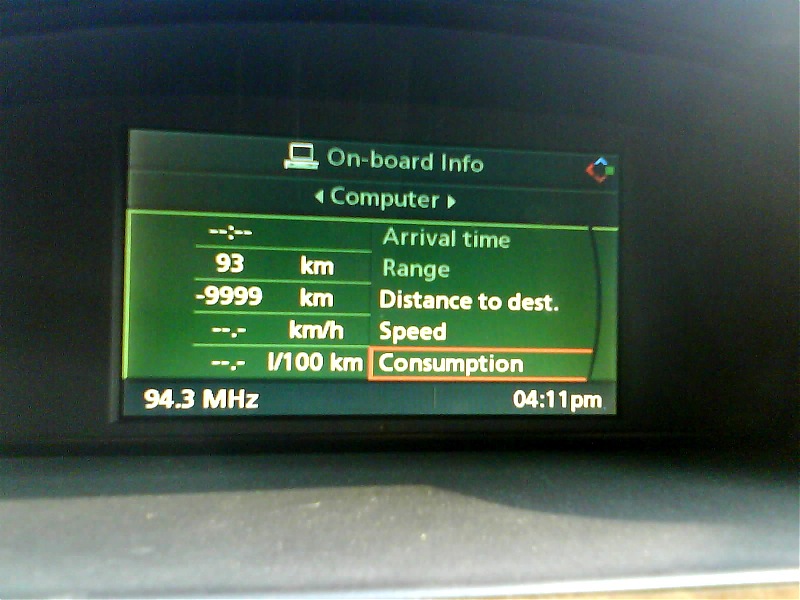 On-board Info
Computer
--:-- Arrival time
93 km Range
-9999 km Distance to dest.
--.- km/h Speed
--.- l/100 km Consumption
94.3 MHz 04:11pm